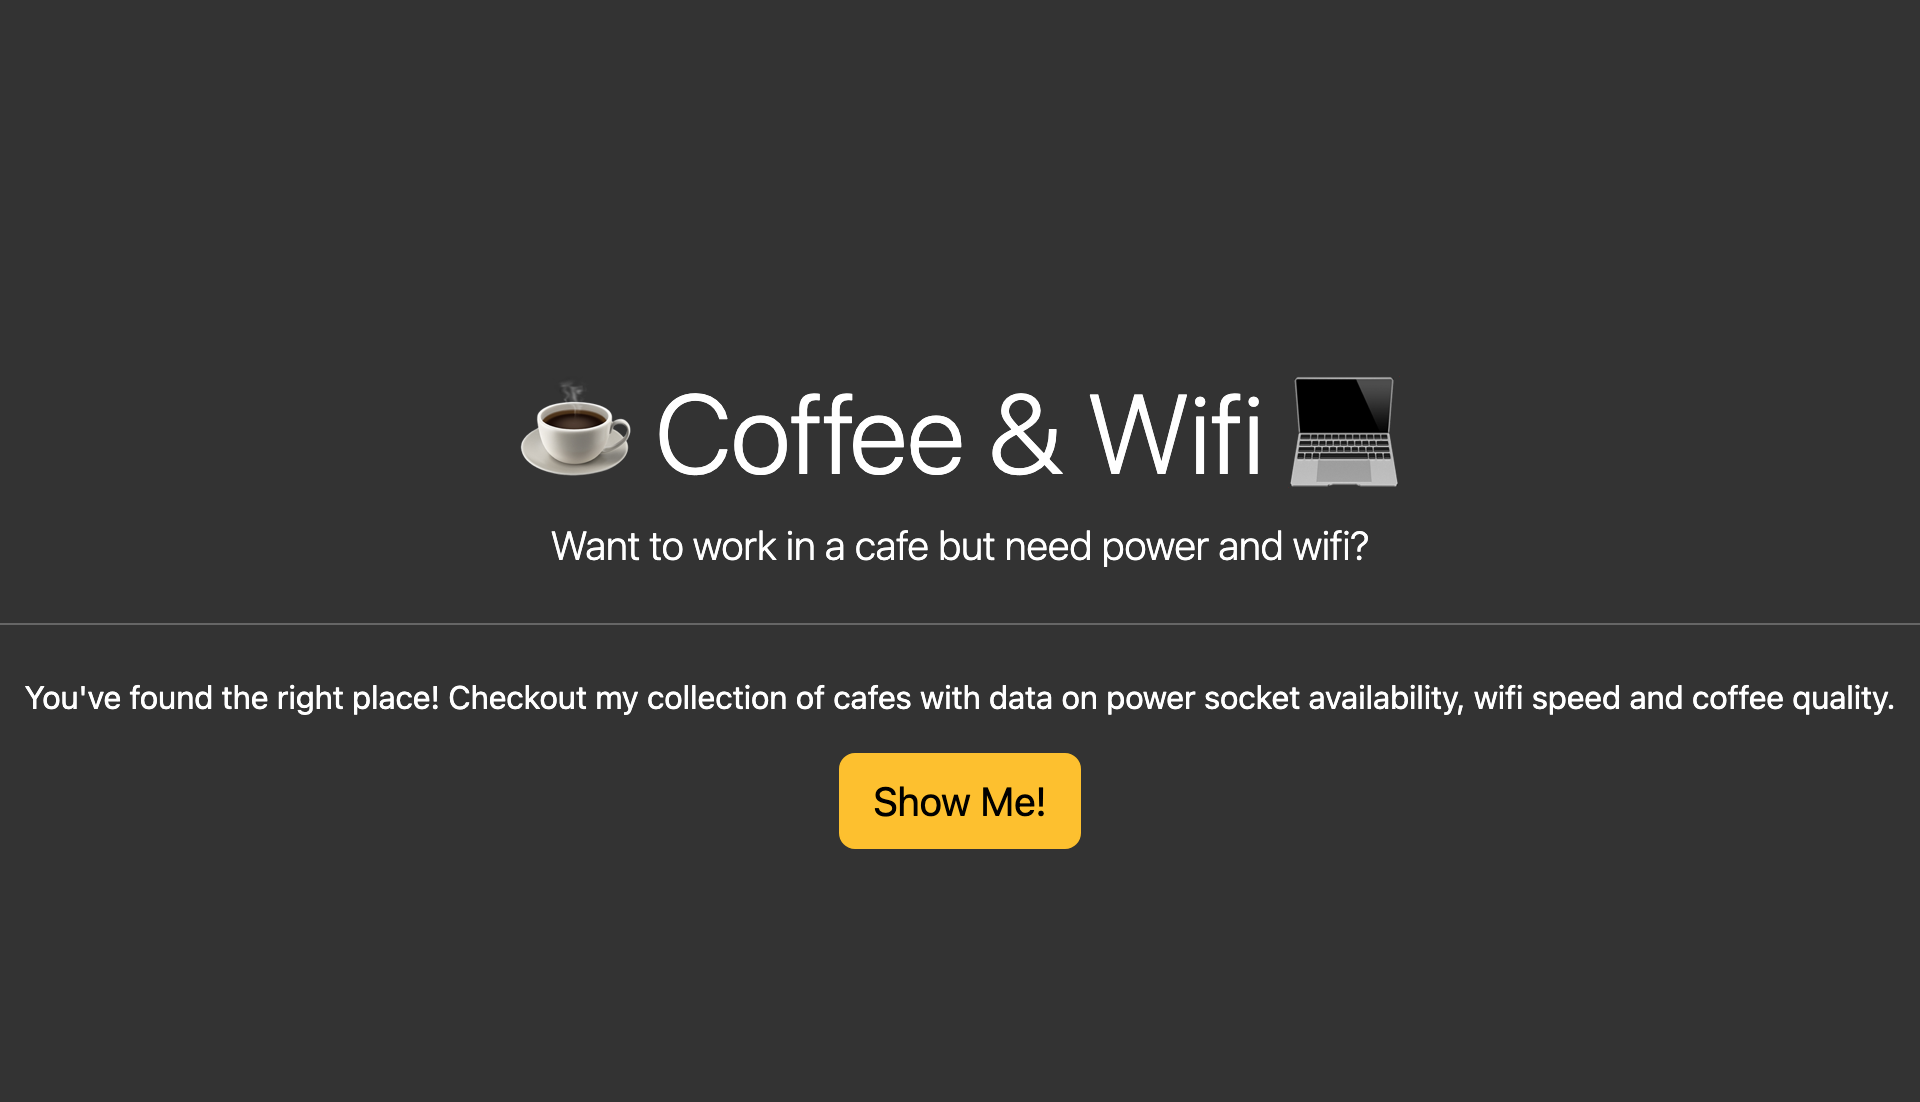 Coffee & Wifi
Want to work in a cafe but need power and wifi?
You've found the right place! Checkout my collection of cafes with data on power socket availability, wifi speed and coffee quality.
Show Me!